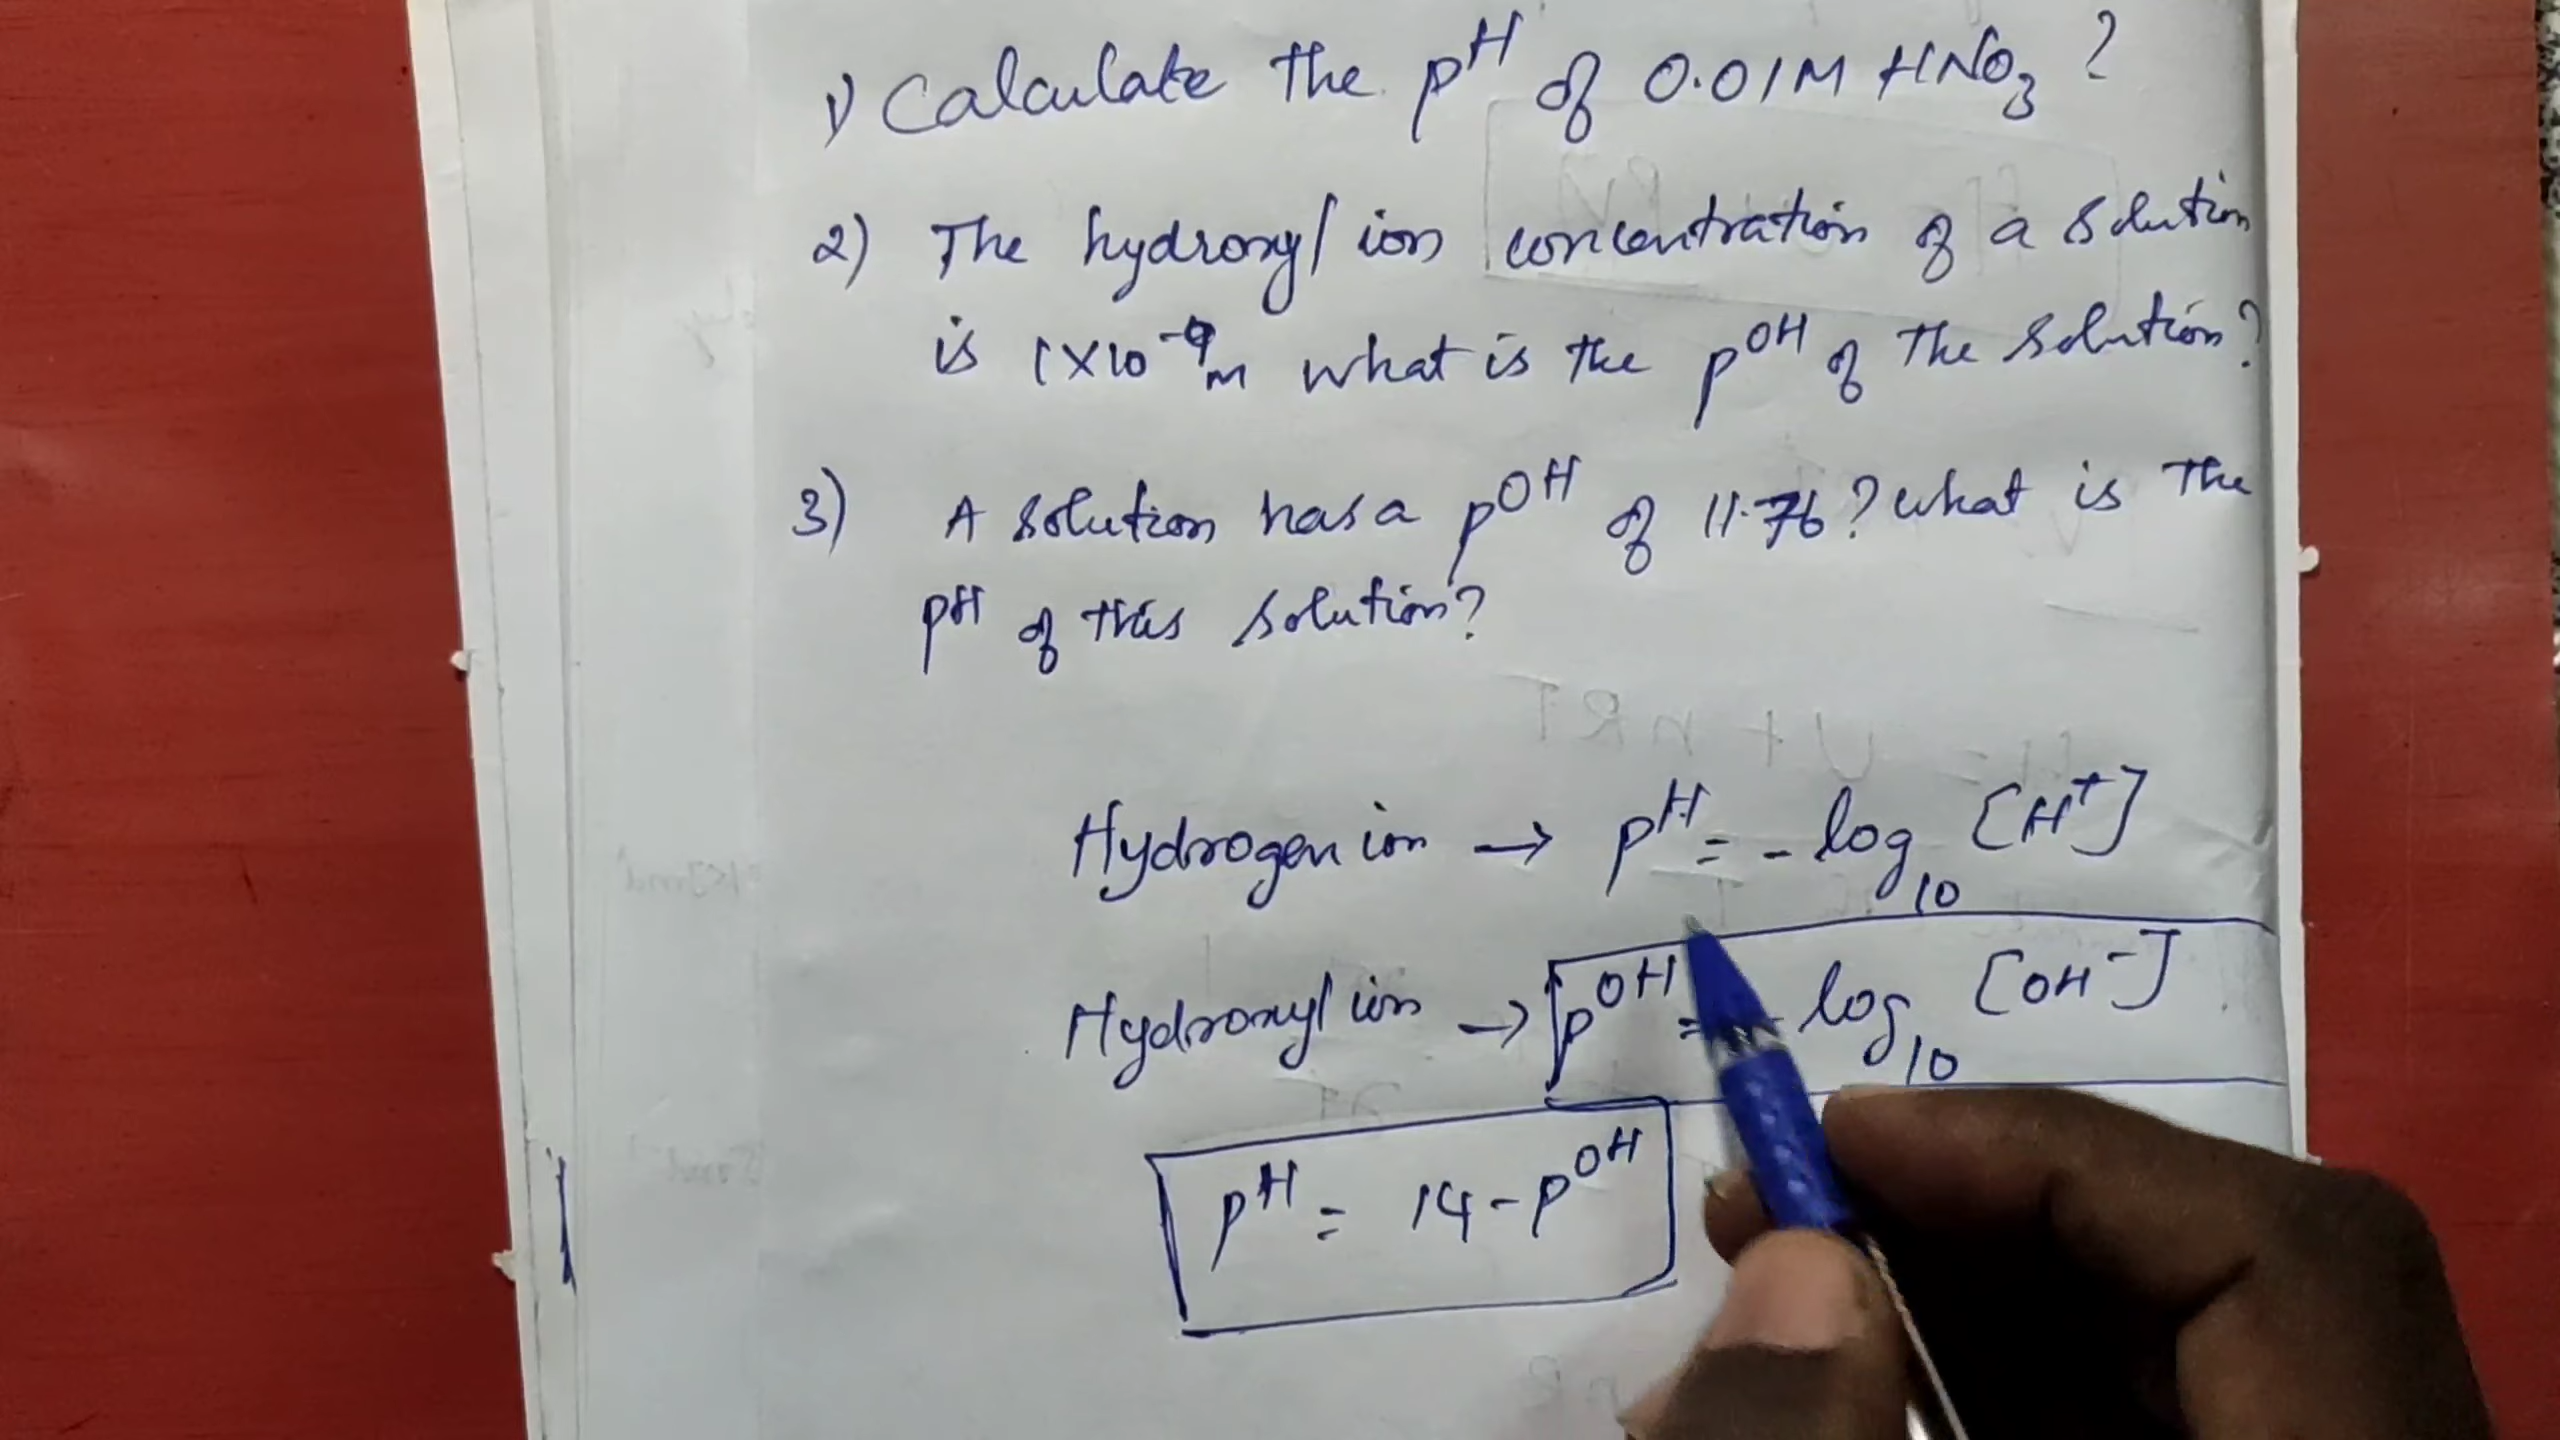 1) Calculate the pH of 0.01M HNO3?
2) The hydroxyl ion concentration of a solution
is 1×10⁻⁹M what is the pOH of the solution?
3) A solution has a pOH of 11.76? what is the
pH of this solution?
Hydrogen ion → pH = - log10 [H⁺]
Hydroxyl ion → pOH = - log10 [OH⁻]
pH = 14 - pOH